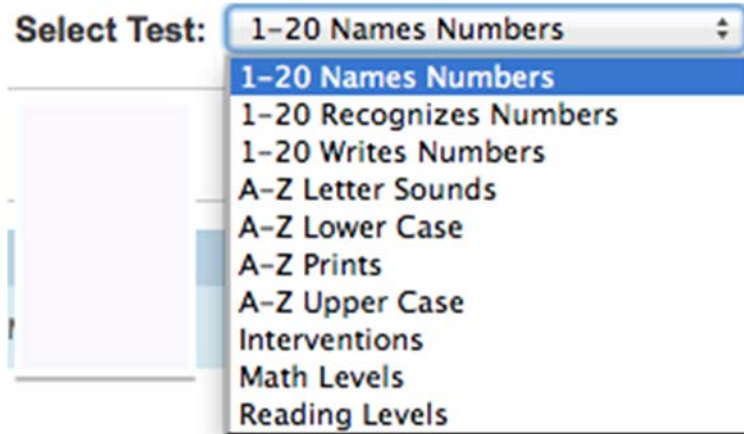 Select Test: 1-20 Names Numbers
1-20 Names Numbers
1-20 Recognizes Numbers
1-20 Writes Numbers
A-Z Letter Sounds
A-Z Lower Case
A-Z Prints
A-Z Upper Case
Interventions
Math Levels
Reading Levels